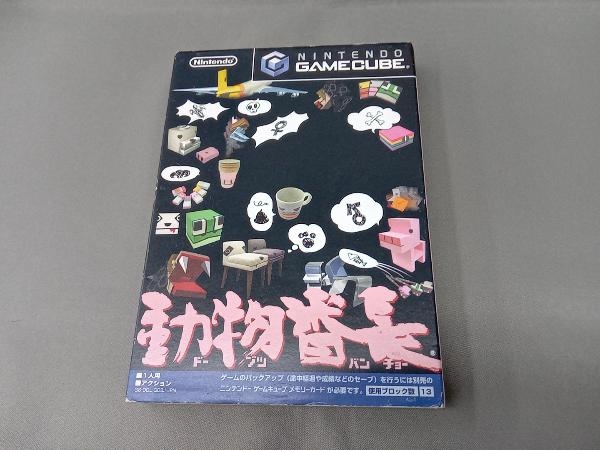 Nintendo
NINTENDO
GAMECUBE®
動物番長
ドーブツバンチョー
■1人用
■アクション
ゲームのバックアップ(途中経過や成績などのセーブ)を行うには別売の
ニンテンドーゲームキューブメモリーカードが必要です。 使用ブロック数 13